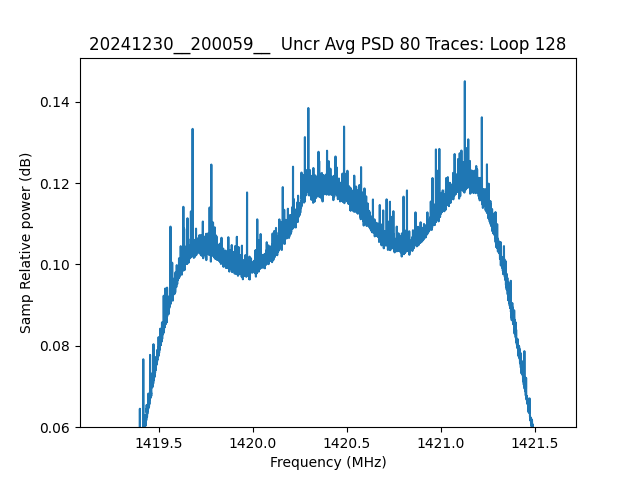 20241230__200059__  Uncr Avg PSD 80 Traces: Loop 128
0.14
0.12
0.10
0.08
0.06
Samp Relative power (dB)
1419.5 1420.0 1420.5 1421.0 1421.5
Frequency (MHz)